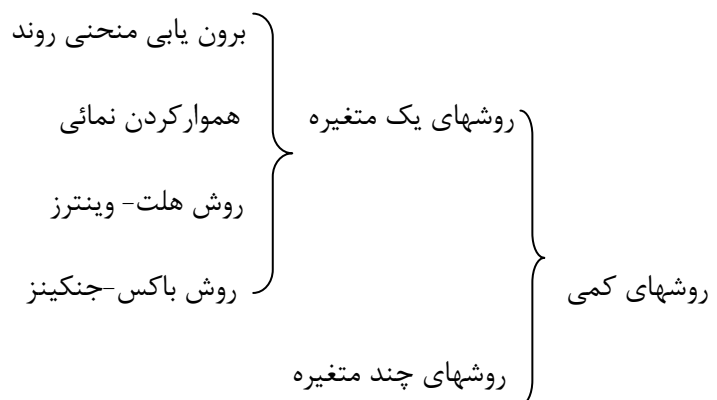 برون یابی منحنی روند
روشهای یک متغیره
هموارکردن نمائی
روش هلت- وینترز
روشهای کمی
روش باکس-جنکینز
روشهای چند متغیره